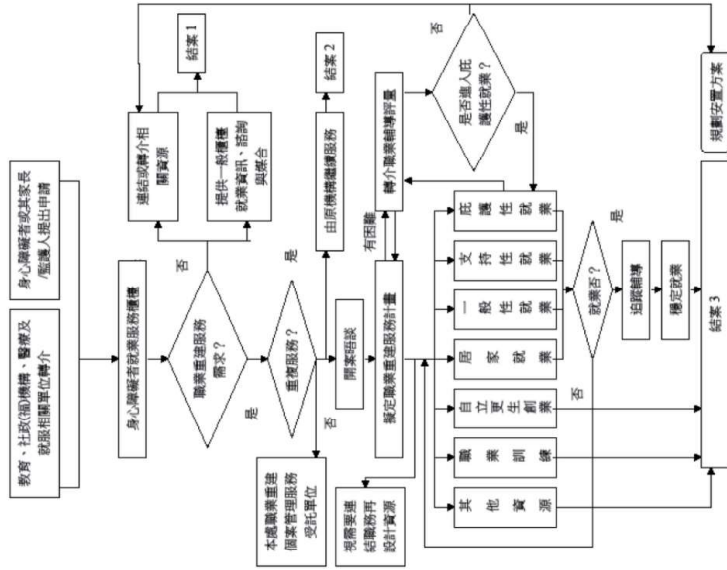 教育、社政(福)機構、醫療及
就服相關單位轉介
身心障礙者或其家長
/監護人提出申請
身心障礙者就業服務櫃檯
職業重建服務
需求？
否
是
連結或轉介相
關資源
提供一般櫃檯
就業資訊、諮詢
與媒合
結案 1
重複服務？
是
否
由原機構繼續服務
結案 2
本處職業重建
個案管理服務
受託單位
開案晤談
擬定職業重建服務計畫
有困難
轉介職業輔導評量
是否進入庇
護性就業？
否
是
視需要連
結職務再
設計資源
其他資源
職業訓練
自立更生創業
居家就業
一般性就業
支持性就業
庇護性就業
就業否？
否
是
追蹤輔導
穩定就業
結案 3
規劃安置方案